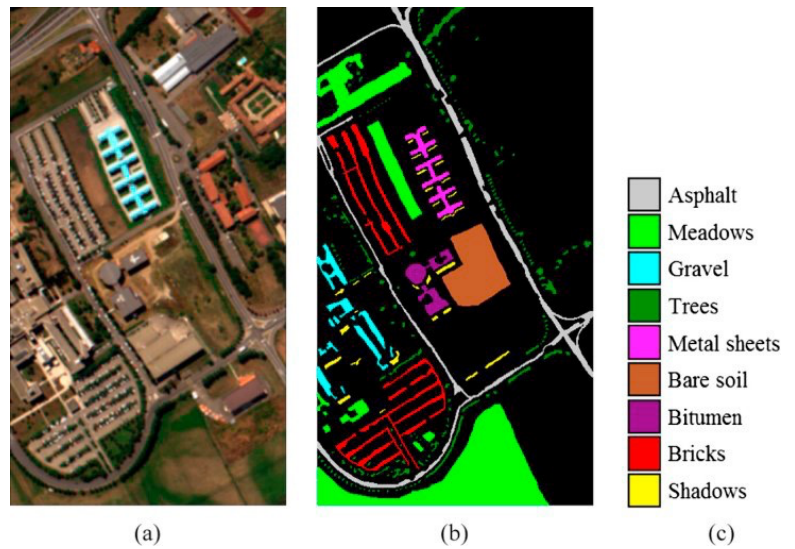 Asphalt
Meadows
Gravel
Trees
Metal sheets
Bare soil
Bitumen
Bricks
Shadows
(a)
(b)
(c)